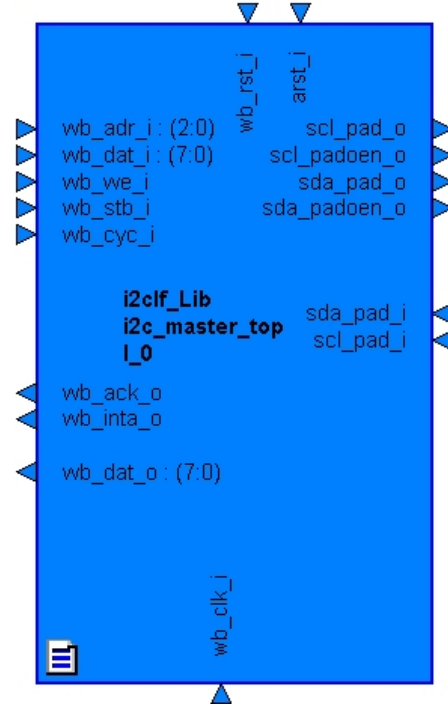 wb_rst_i
arst_i
wb_adr_i : (2:0)
scl_pad_o
wb_dat_i : (7:0)
scl_padoen_o
wb_we_i
sda_pad_o
wb_stb_i
sda_padoen_o
wb_cyc_i
i2clf_Lib
sda_pad_i
i2c_master_top
scl_pad_i
I_0
wb_ack_o
wb_inta_o
wb_dat_o : (7:0)
wb_clk_i